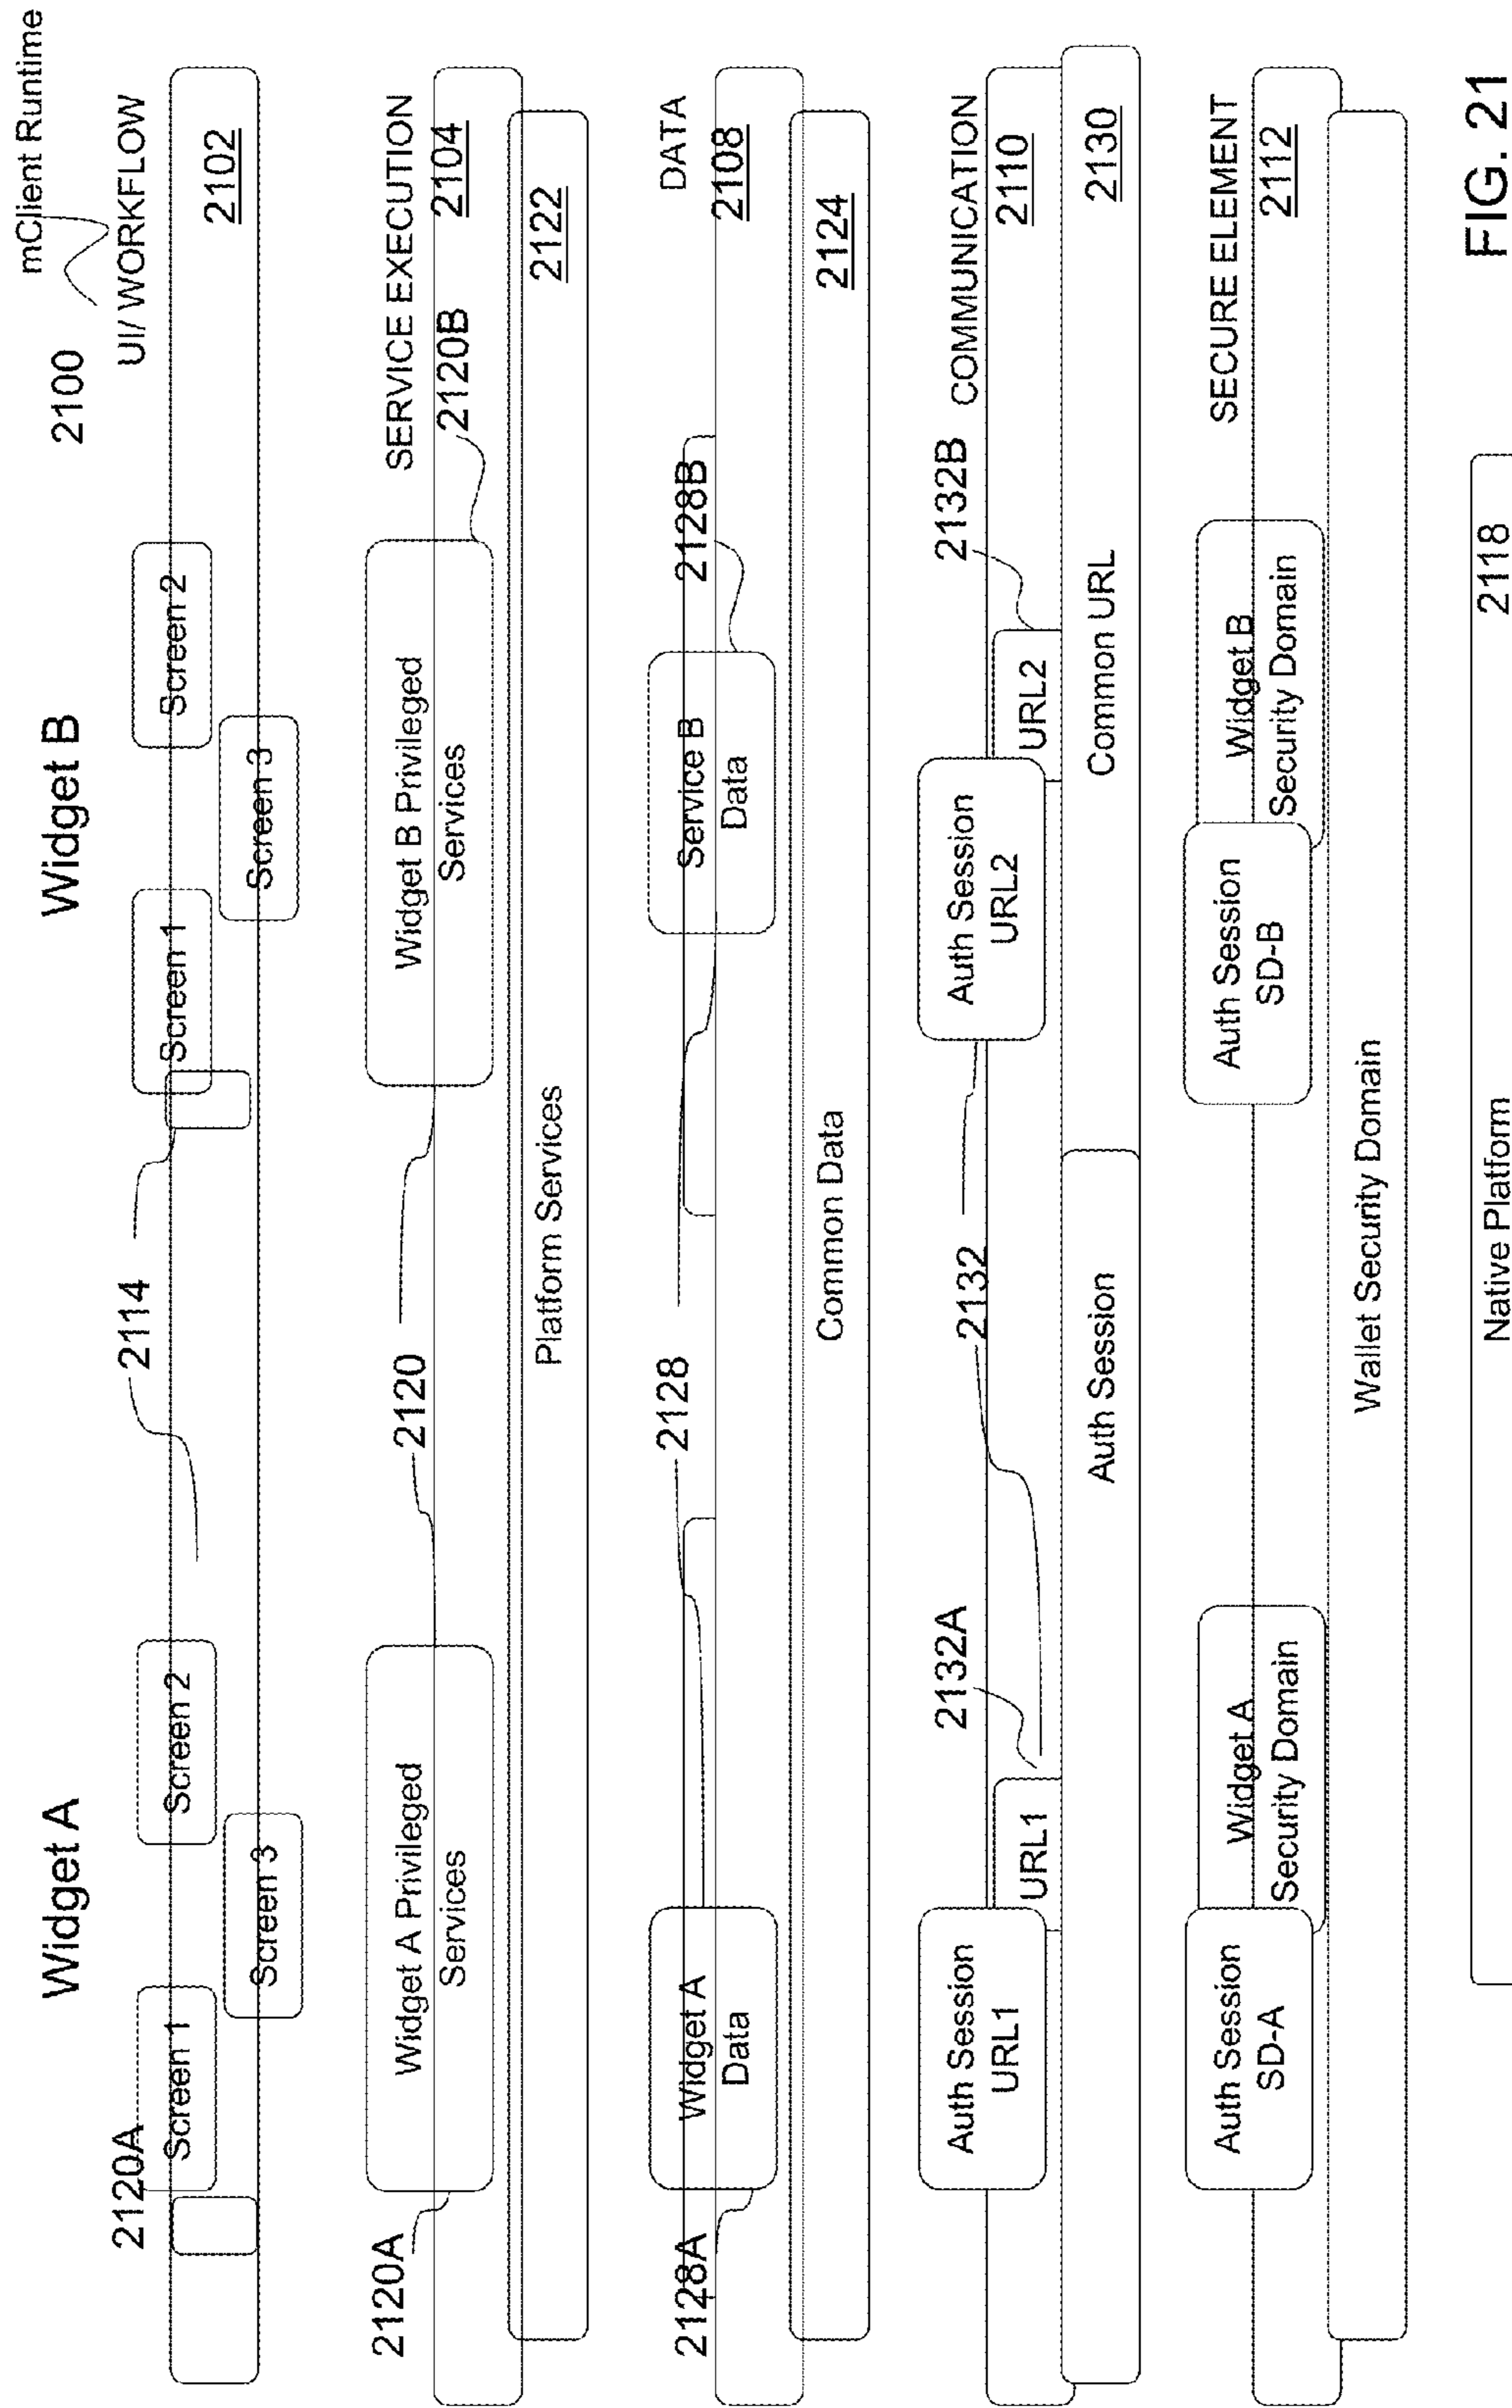 mClient Runtime
2100
Widget A
Widget B
UI/ WORKFLOW
2120A
2114
Screen 1
Screen 2
Screen 1
Screen 2
2102
Screen 3
Screen 3
SERVICE EXECUTION
2120A
2120
2120B
2104
Widget A Privileged
Services
Widget B Privileged
Services
Platform Services
2122
DATA
2128A
2128
2128B
2108
Widget A
Data
Service B
Data
Common Data
2124
COMMUNICATION
2132A
2132
2132B
2110
Auth Session
URL1
URL1
Auth Session
URL2
URL2
Auth Session
Common URL
2130
SECURE ELEMENT
2112
Auth Session
SD-A
Widget A
Security Domain
Auth Session
SD-B
Widget B
Security Domain
Wallet Security Domain
Native Platform
2118
FIG. 21